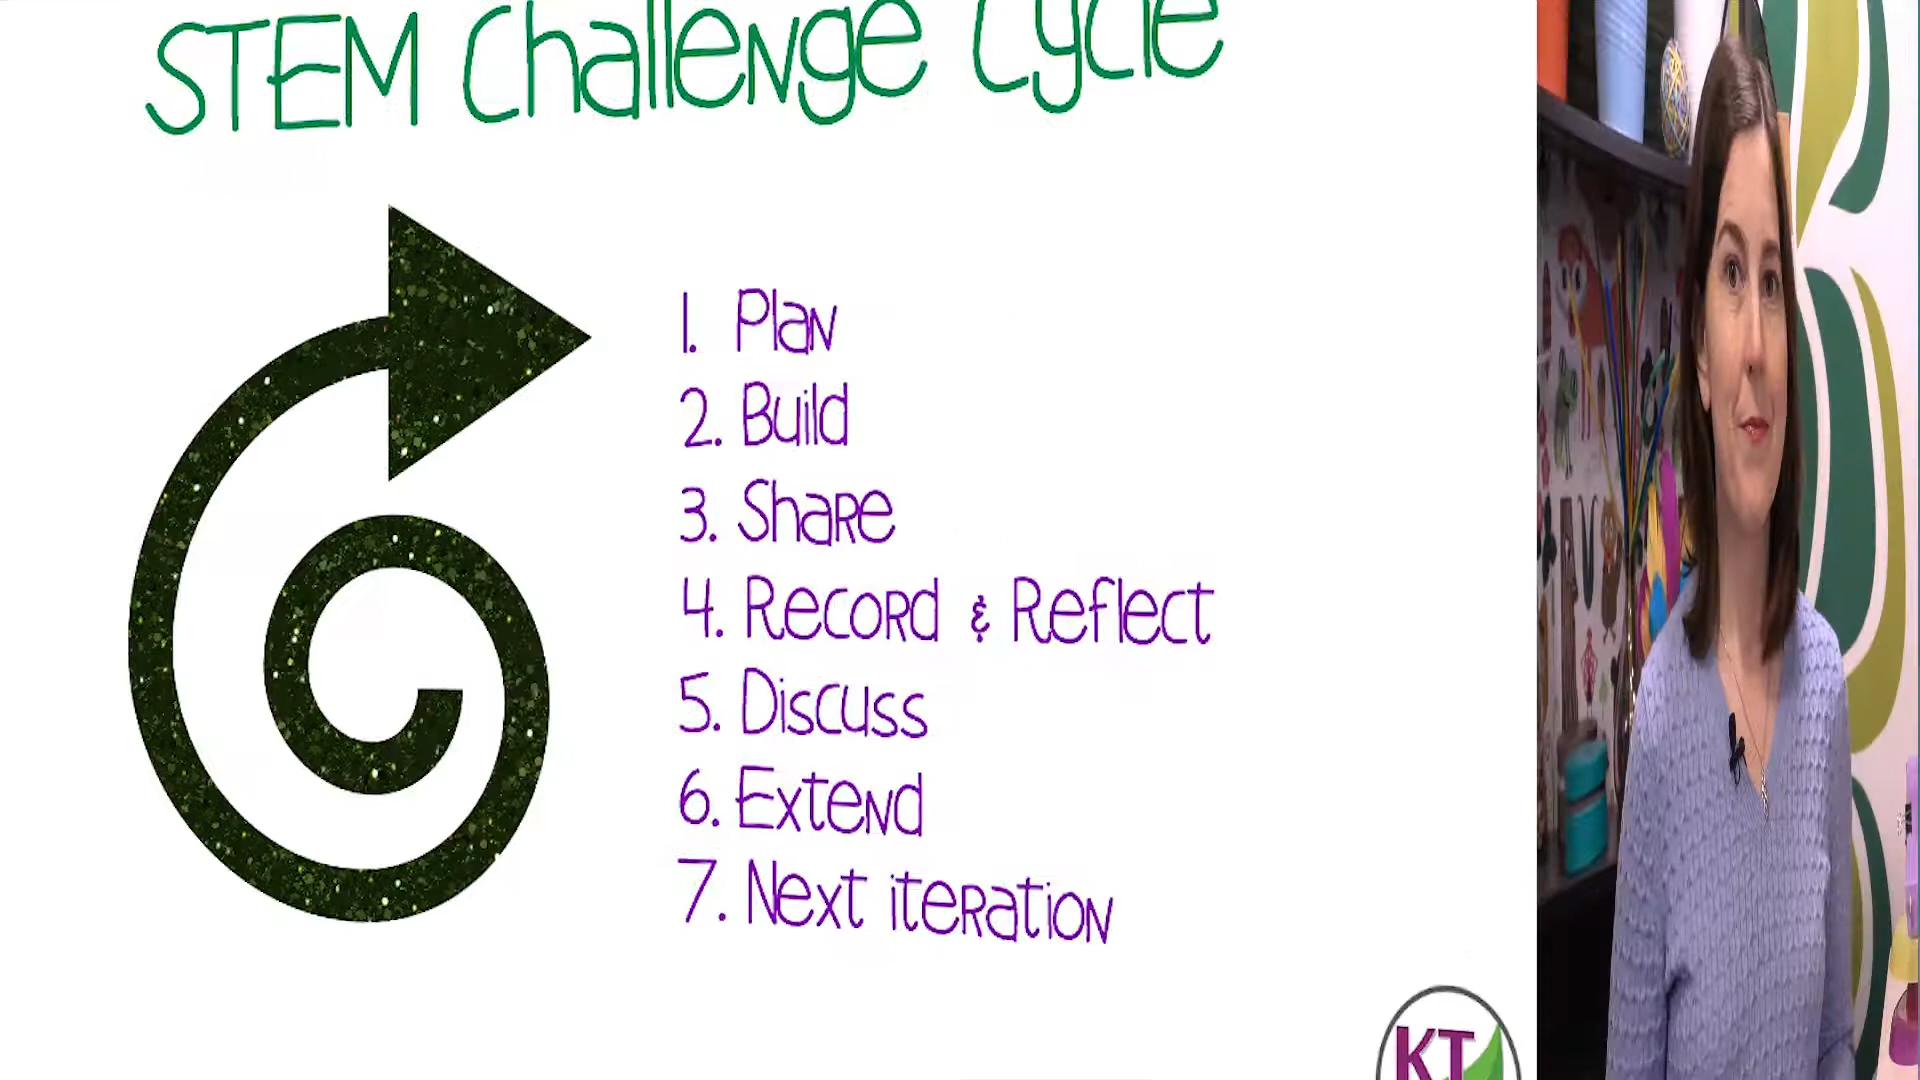 STEM Challenge Cycle
1. Plan
2. Build
3. Share
4. Record & Reflect
5. Discuss
6. Extend
7. Next iteration
KT